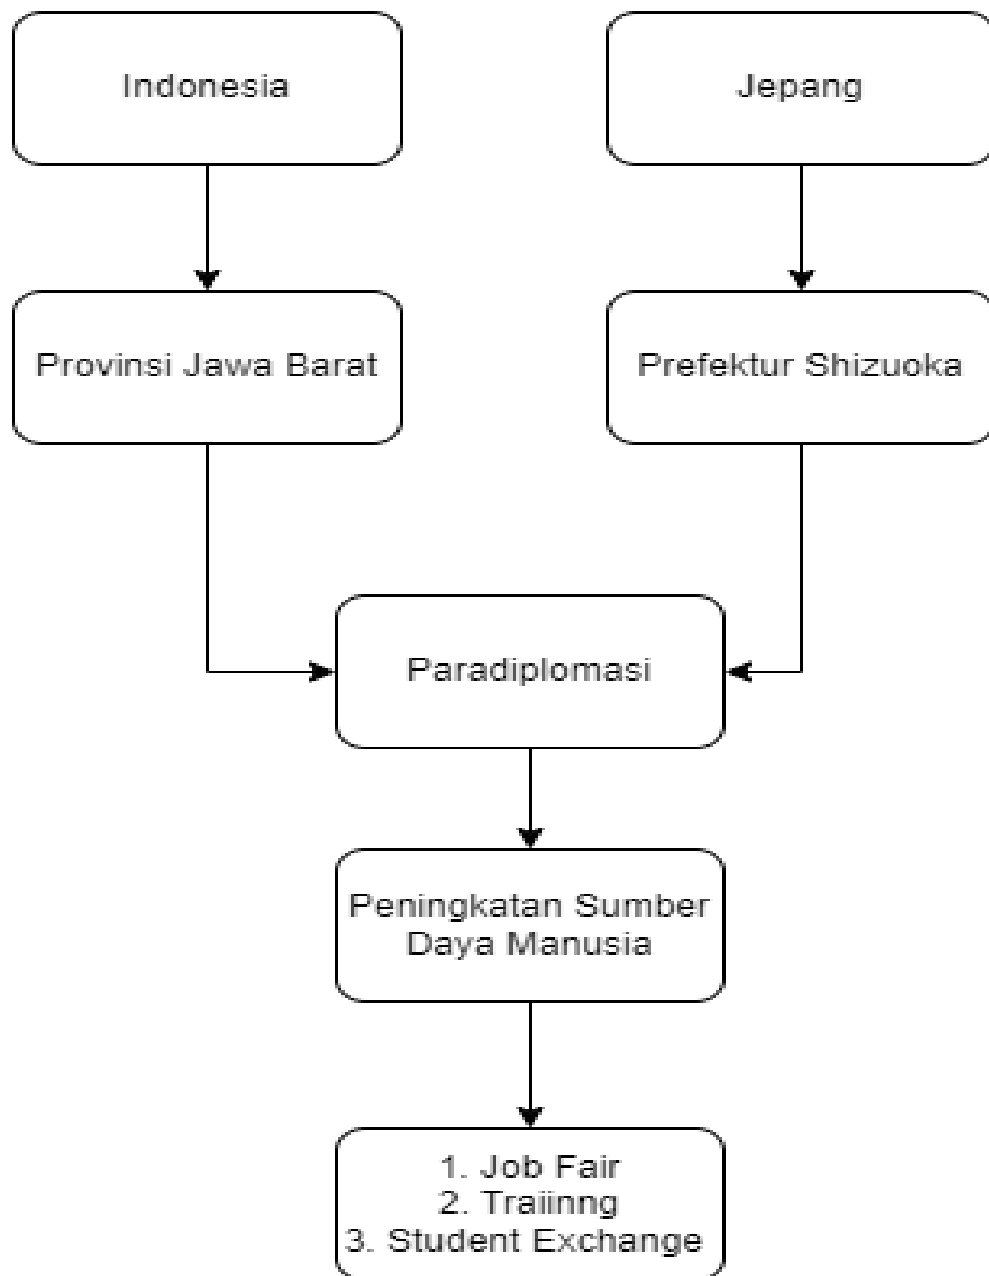 Indonesia
Jepang
Provinsi Jawa Barat
Prefektur Shizuoka
Paradiplomasi
Peningkatan Sumber
Daya Manusia
1. Job Fair
2. Traiinng
3. Student Exchange